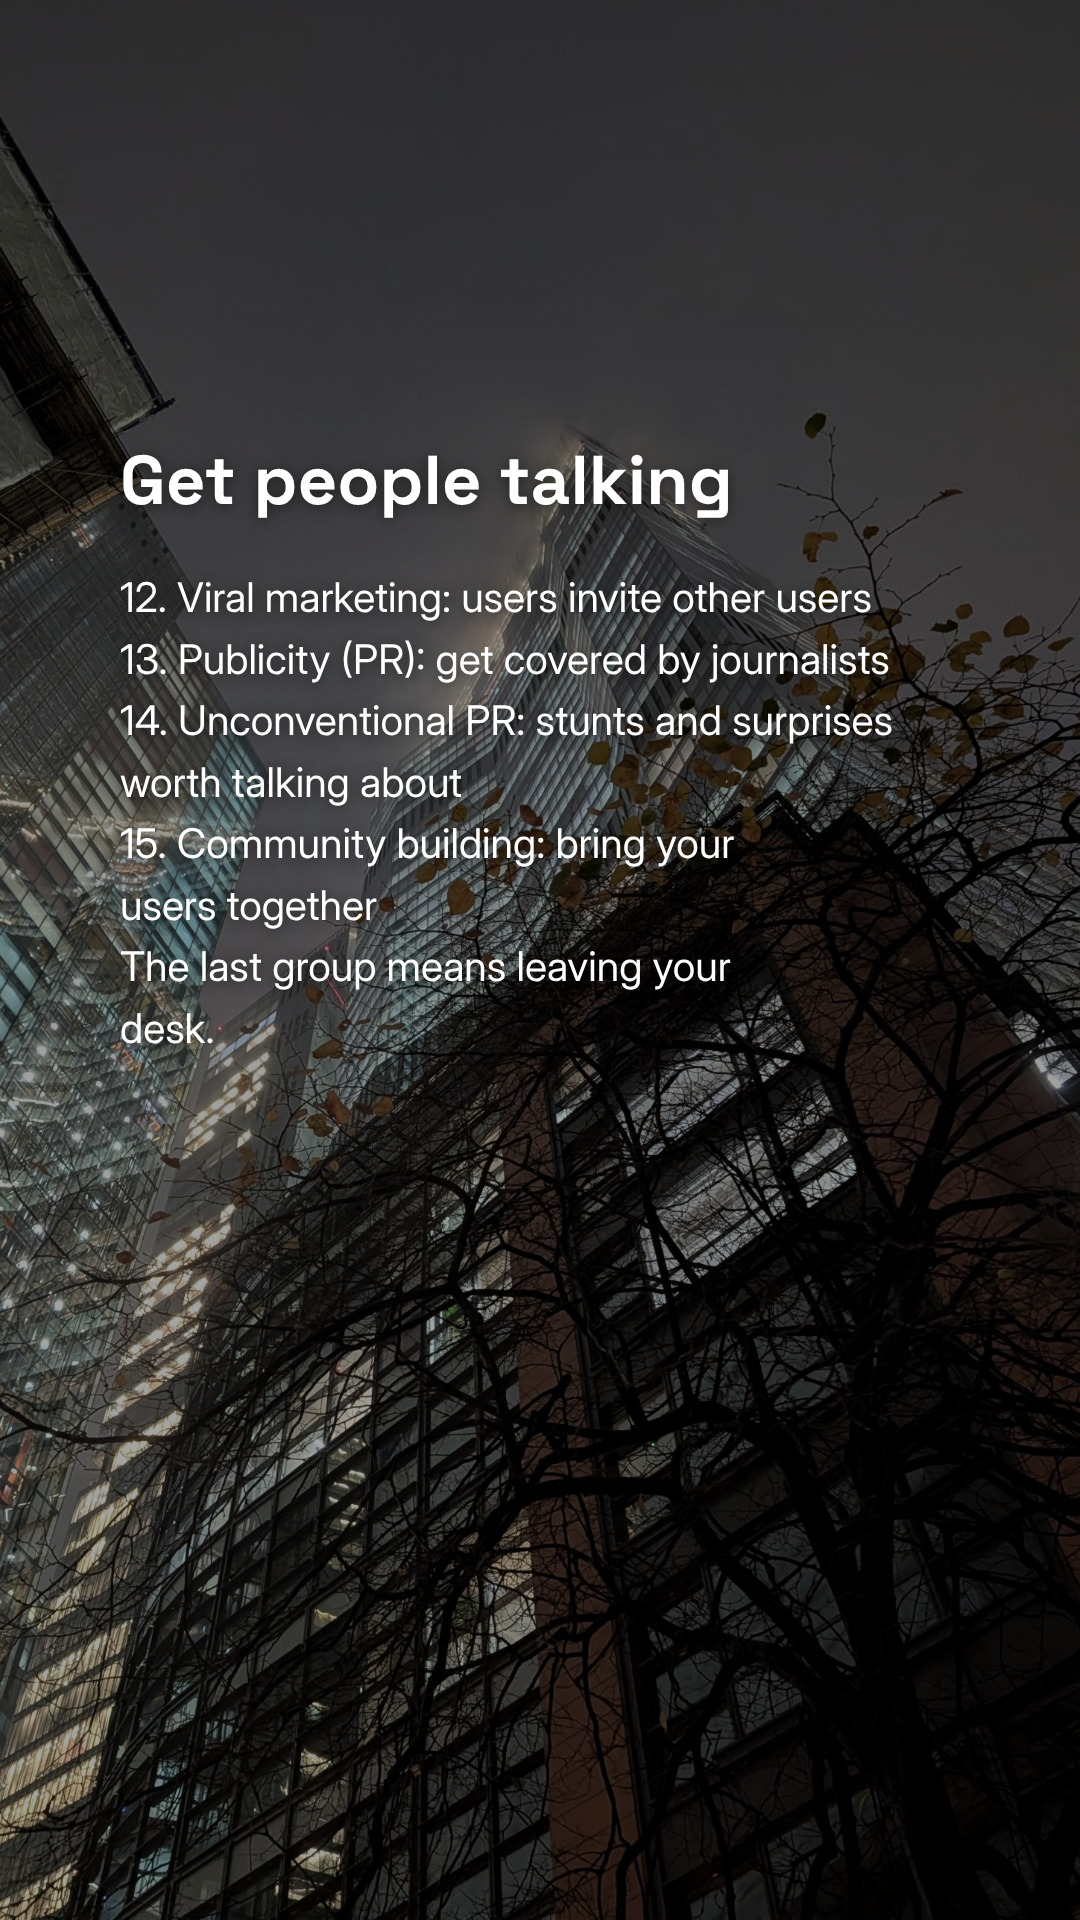 Get people talking
12. Viral marketing: users invite other users
13. Publicity (PR): get covered by journalists
14. Unconventional PR: stunts and surprises
worth talking about
15. Community building: bring your
users together
The last group means leaving your
desk.